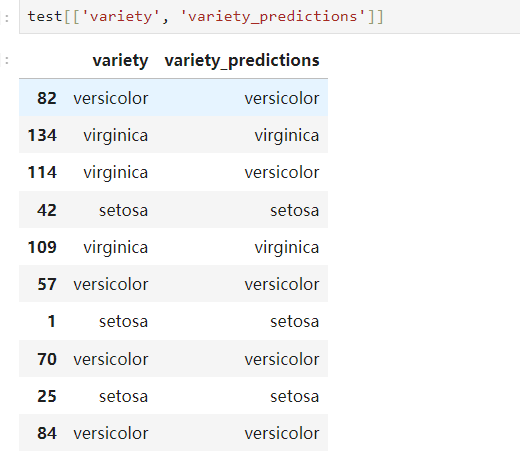 ]: test[['variety', 'variety_predictions']]
]:
variety variety_predictions
82 versicolor versicolor
134 virginica virginica
114 virginica versicolor
42 setosa setosa
109 virginica virginica
57 versicolor versicolor
1 setosa setosa
70 versicolor versicolor
25 setosa setosa
84 versicolor versicolor